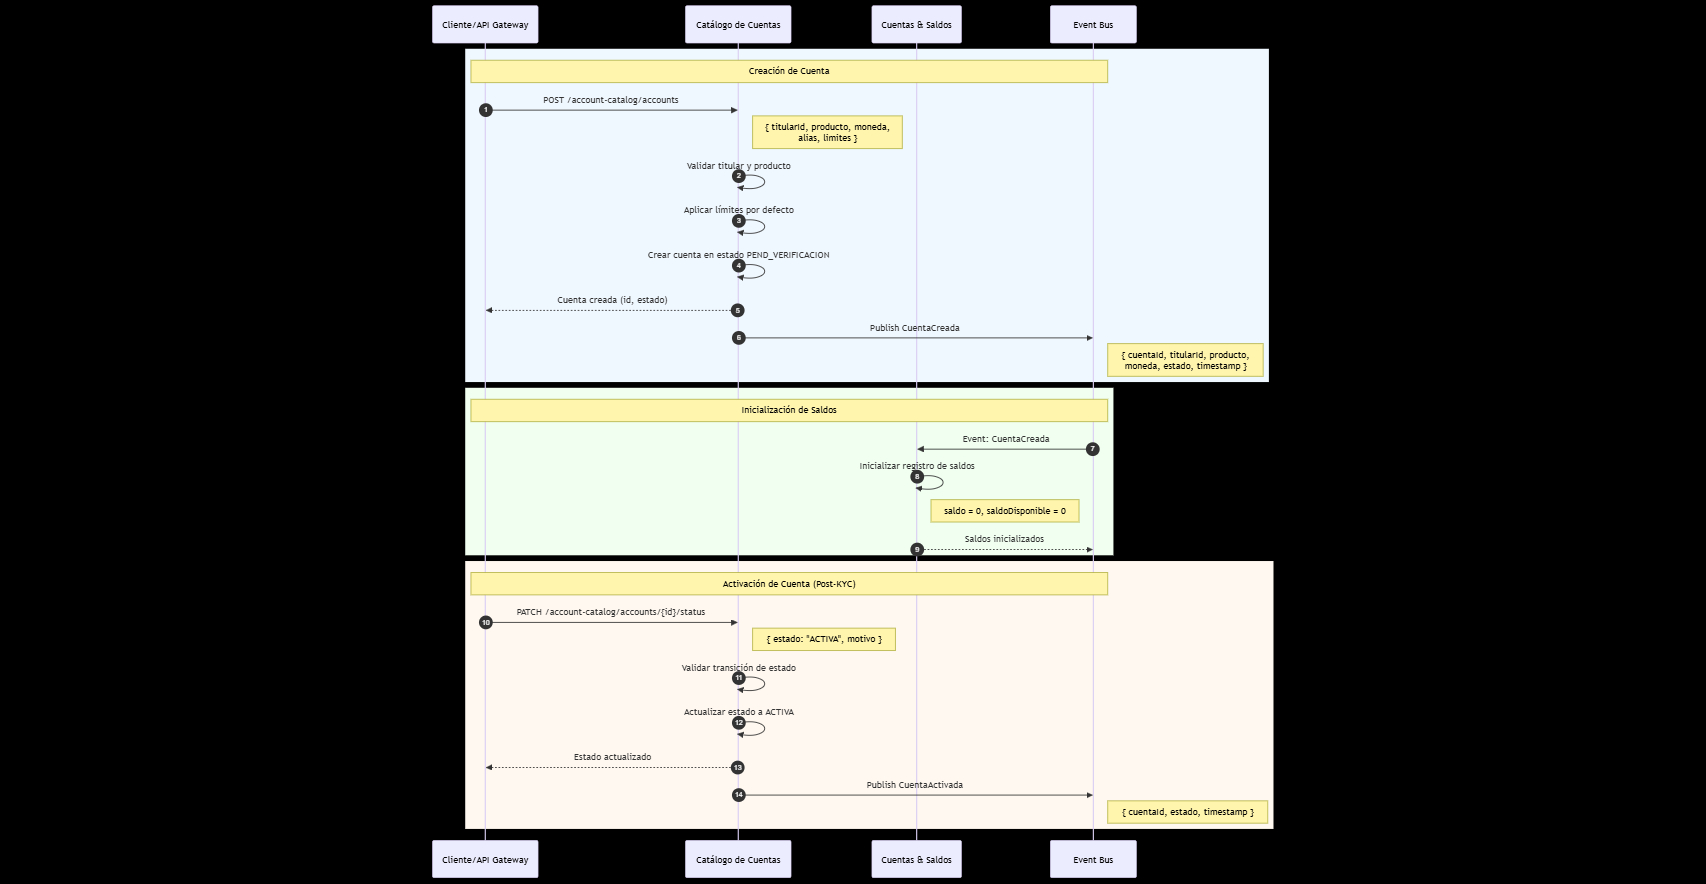 Cliente/API Gateway
Catálogo de Cuentas
Cuentas & Saldos
Event Bus
Creación de Cuenta
POST /account-catalog/accounts
1
{ titularId, producto, moneda,
alias, limites }
Validar titular y producto
2
Aplicar límites por defecto
3
Crear cuenta en estado PEND_VERIFICACION
4
Cuenta creada (id, estado)
5
Publish CuentaCreada
6
{ cuentaId, titularId, producto,
moneda, estado, timestamp }
Inicialización de Saldos
Event: CuentaCreada
7
Inicializar registro de saldos
8
saldo = 0, saldoDisponible = 0
Saldos inicializados
9
Activación de Cuenta (Post-KYC)
PATCH /account-catalog/accounts/{id}/status
10
{ estado: "ACTIVA", motivo }
Validar transición de estado
11
Actualizar estado a ACTIVA
12
Estado actualizado
13
Publish CuentaActivada
14
{ cuentaId, estado, timestamp }
Cliente/API Gateway
Catálogo de Cuentas
Cuentas & Saldos
Event Bus